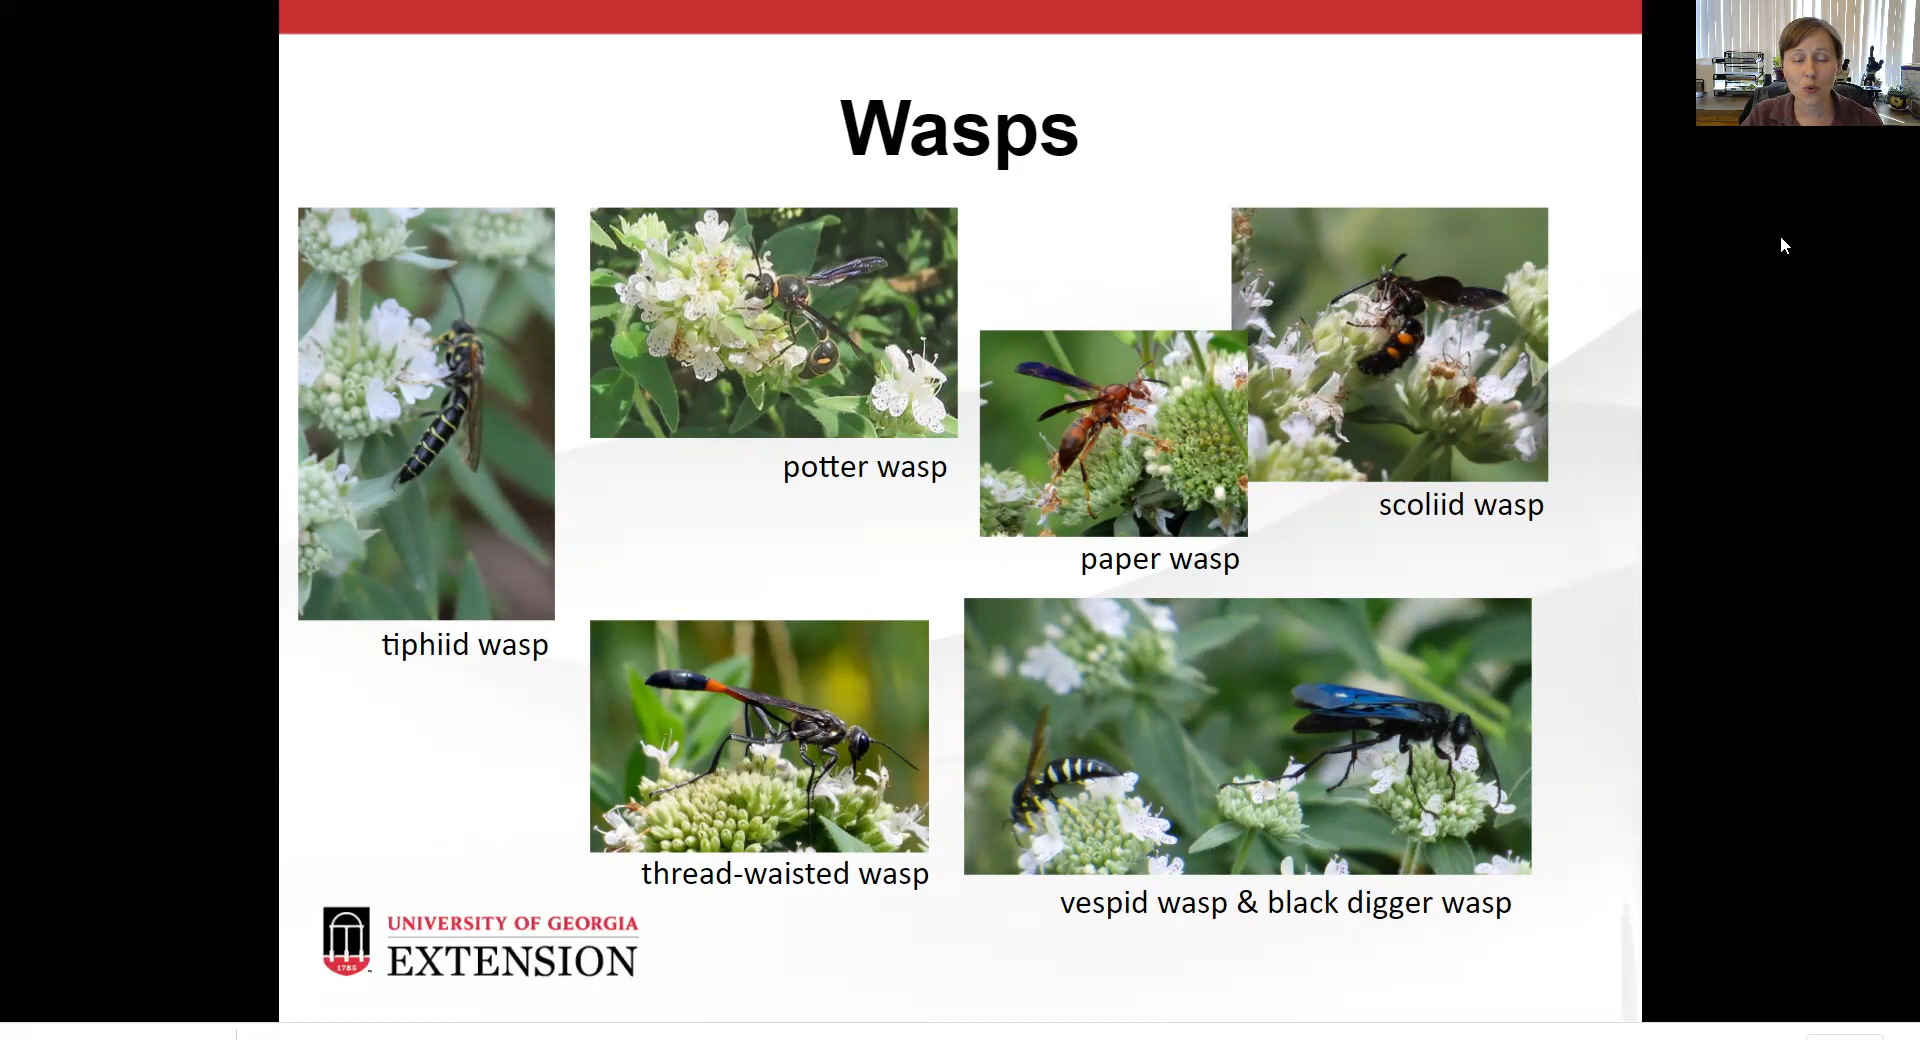 Wasps
potter wasp
scoliid wasp
paper wasp
tiphiid wasp
thread-waisted wasp
vespid wasp & black digger wasp
UNIVERSITY OF GEORGIA
EXTENSION
1785